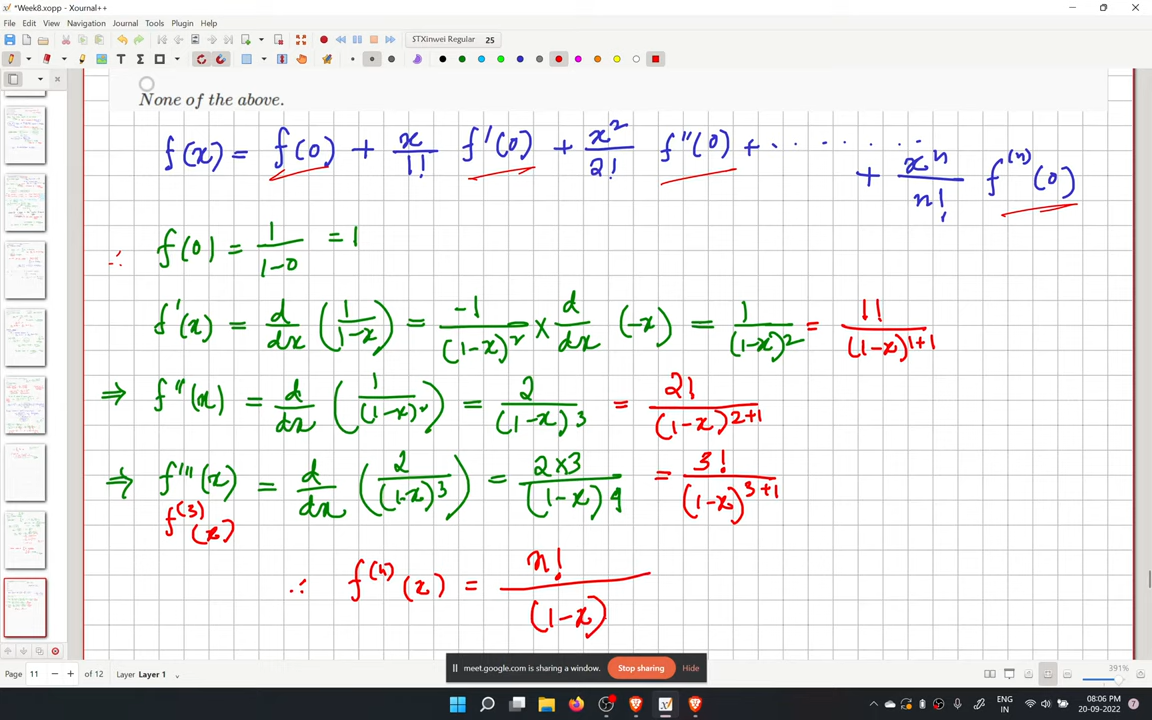 *Week8.xopp - Xournal++
File Edit View Navigation Journal Tools Plugin Help
STXinwei Regular 25
None of the above.
f(x) = f(0) + x/1! f'(0) + x²/2! f''(0) + ········ + xⁿ/n! f⁽ⁿ⁾(0)
∴ f(0) = 1/(1-0) = 1
f'(x) = d/dx (1/(1-x)) = -1/(1-x)² × d/dx (-x) = 1/(1-x)² = 1!/(1-x)^(1+1)
⇒ f''(x) = d/dx (1/(1-x)²) = 2/(1-x)³ = 2!/(1-x)^(2+1)
⇒ f'''(x) = d/dx (2/(1-x)³) = 2×3/(1-x)⁴ = 3!/(1-x)^(3+1)
f⁽³⁾(x)
∴ f⁽ⁿ⁾(x) = n!/(1-x)
meet.google.com is sharing a window. Stop sharing Hide
Page 11 of 12 Layer Layer 1 391%
ENG 08:06 PM
IN 20-09-2022